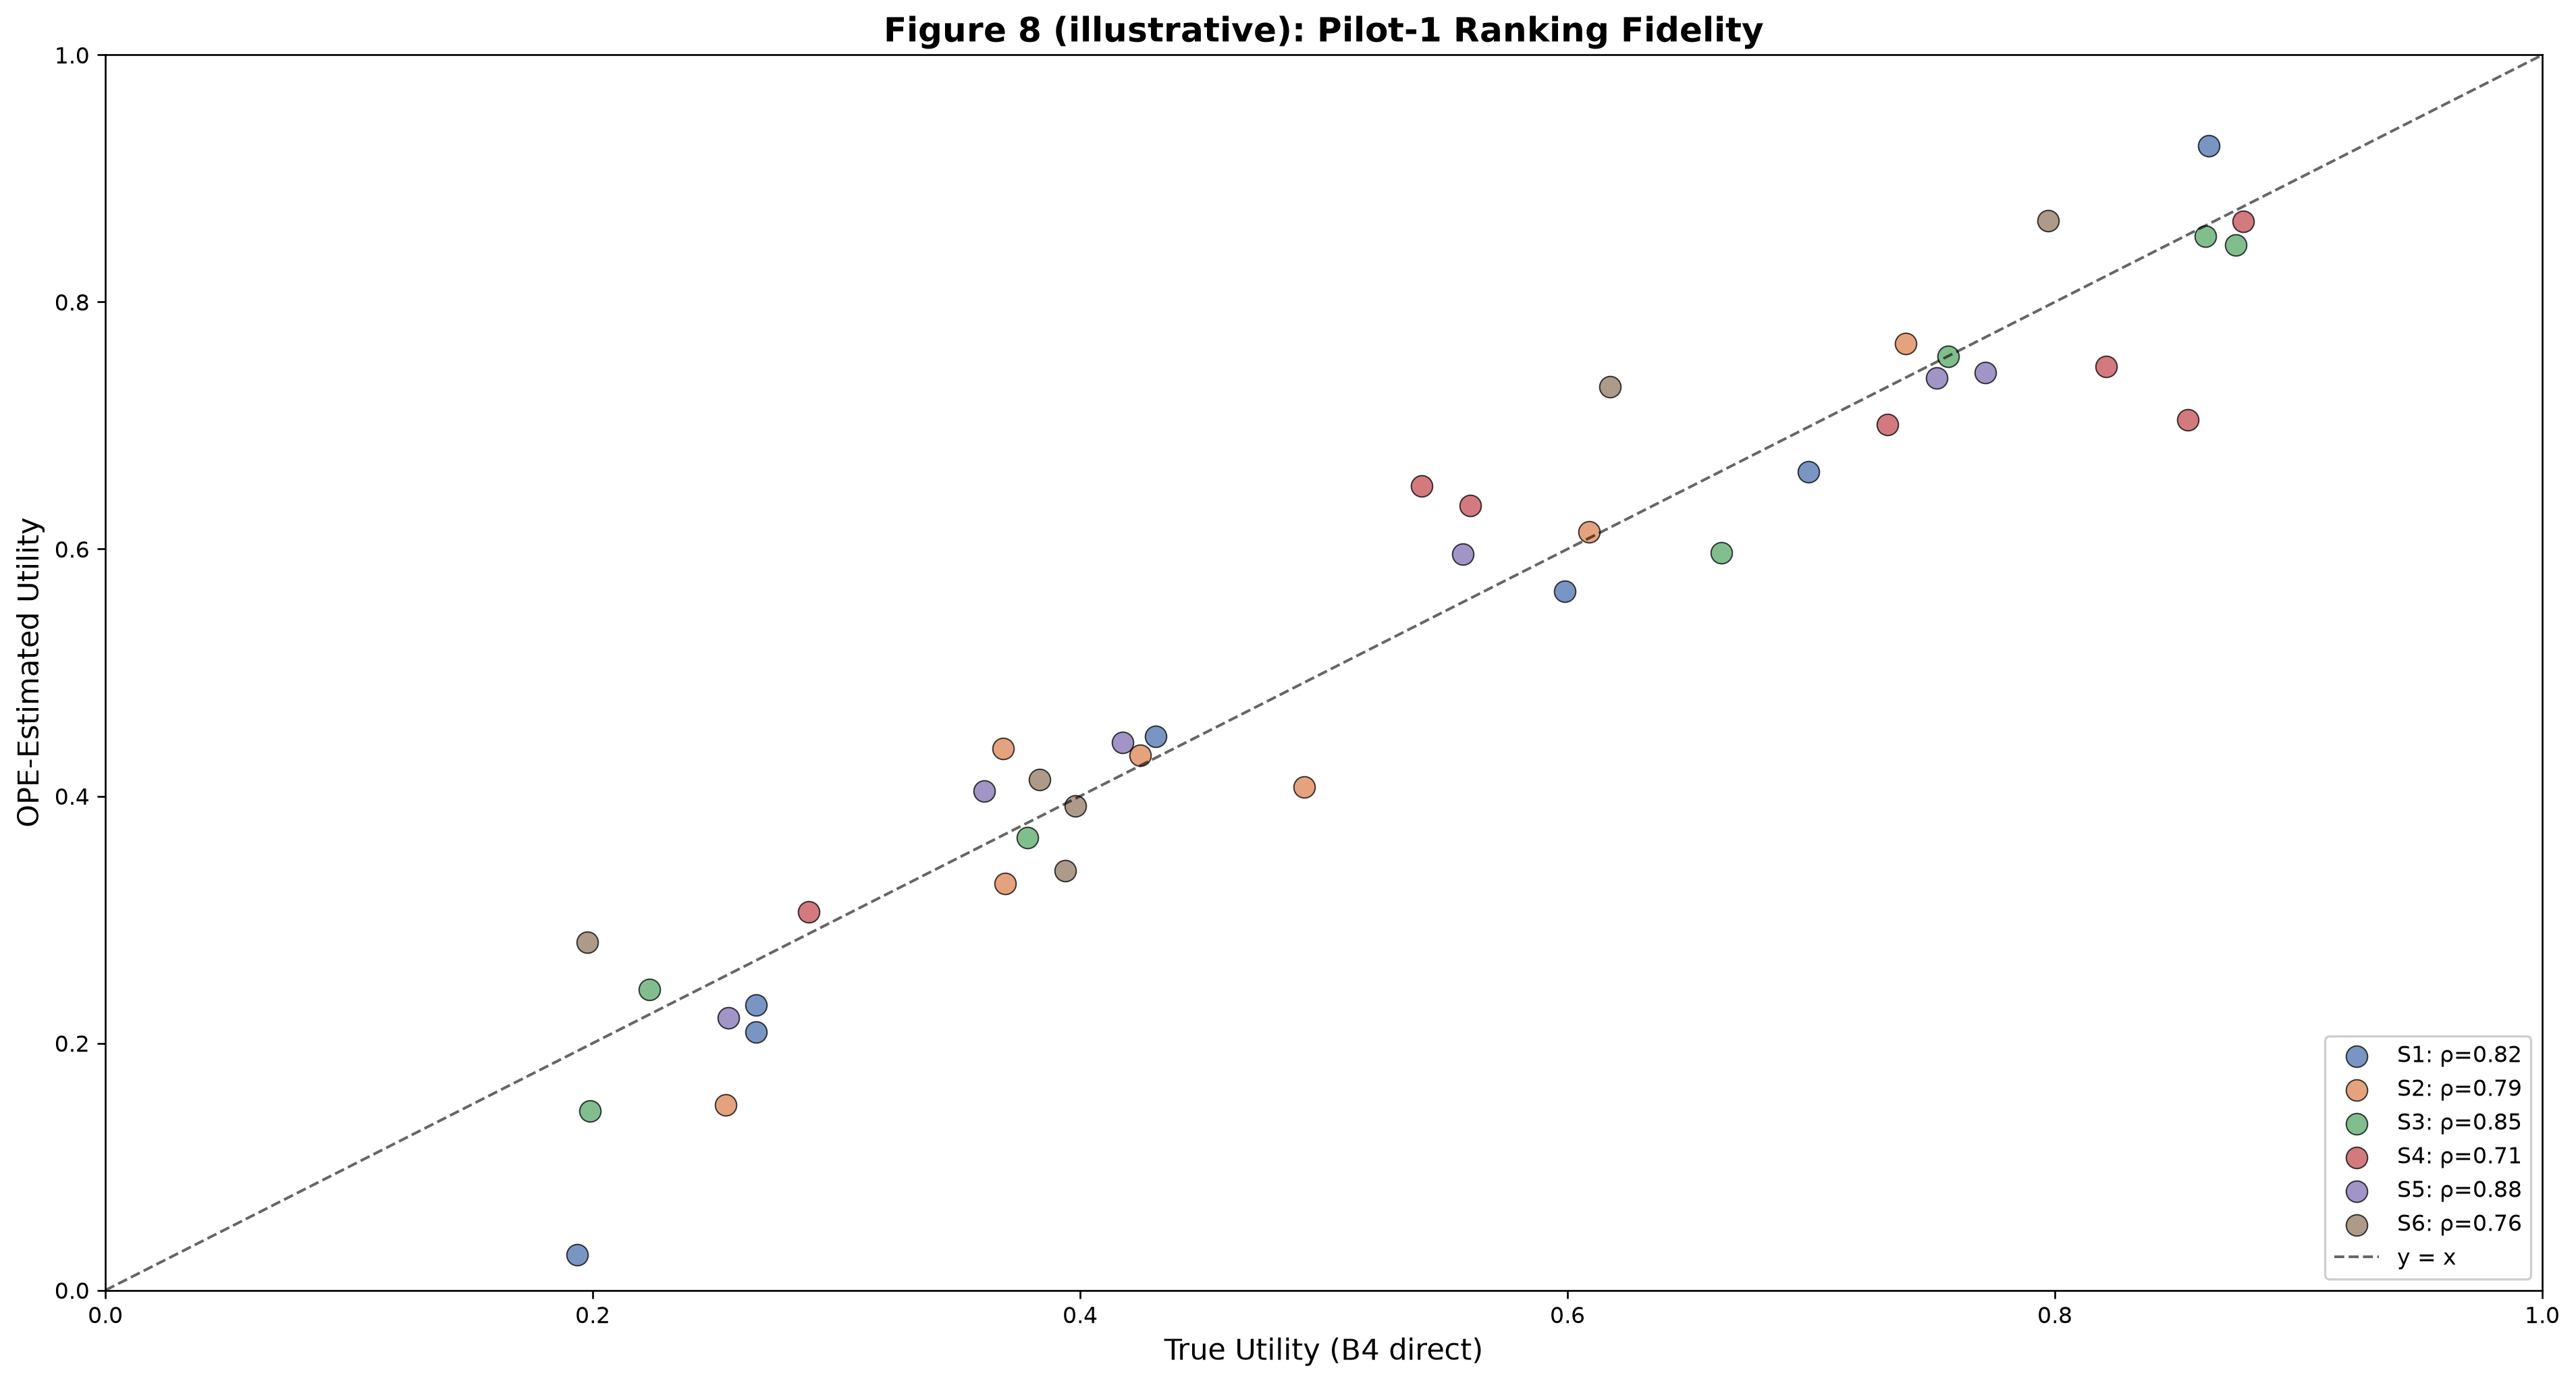 Figure 8 (illustrative): Pilot-1 Ranking Fidelity
1.0
0.8
0.6
0.4
0.2
0.0
OPE-Estimated Utility
0.0 0.2 0.4 0.6 0.8 1.0
True Utility (B4 direct)
S1: ρ=0.82
S2: ρ=0.79
S3: ρ=0.85
S4: ρ=0.71
S5: ρ=0.88
S6: ρ=0.76
y = x